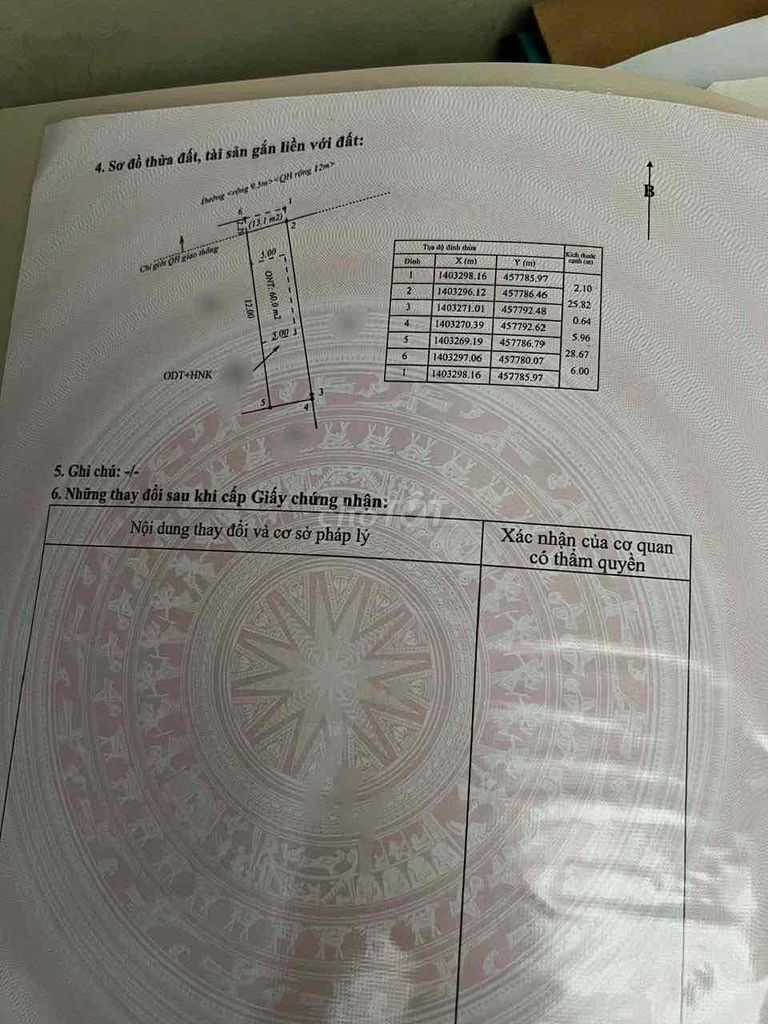 4. Sơ đồ thửa đất, tài sản gắn liền với đất:
Đường <rộng 9.5m><QH rộng 12m>
6
1
(13.1 m2)
2
Chỉ giới QH giao thông
5.00
12.00
ONT: 60.0 m2
5.00
ODT+HNK
5
4
3
B
Tọa độ đỉnh thửa Kích thước cạnh (m)
Đỉnh X (m) Y (m)
1 1403298.16 457785.97
2.10
2 1403296.12 457786.46
25.82
3 1403271.01 457792.48
0.64
4 1403270.39 457792.62
5.96
5 1403269.19 457786.79
28.67
6 1403297.06 457780.07
6.00
1 1403298.16 457785.97
5. Ghi chú: -/-
6. Những thay đổi sau khi cấp Giấy chứng nhận:
Nội dung thay đổi và cơ sở pháp lý
Xác nhận của cơ quan
có thẩm quyền